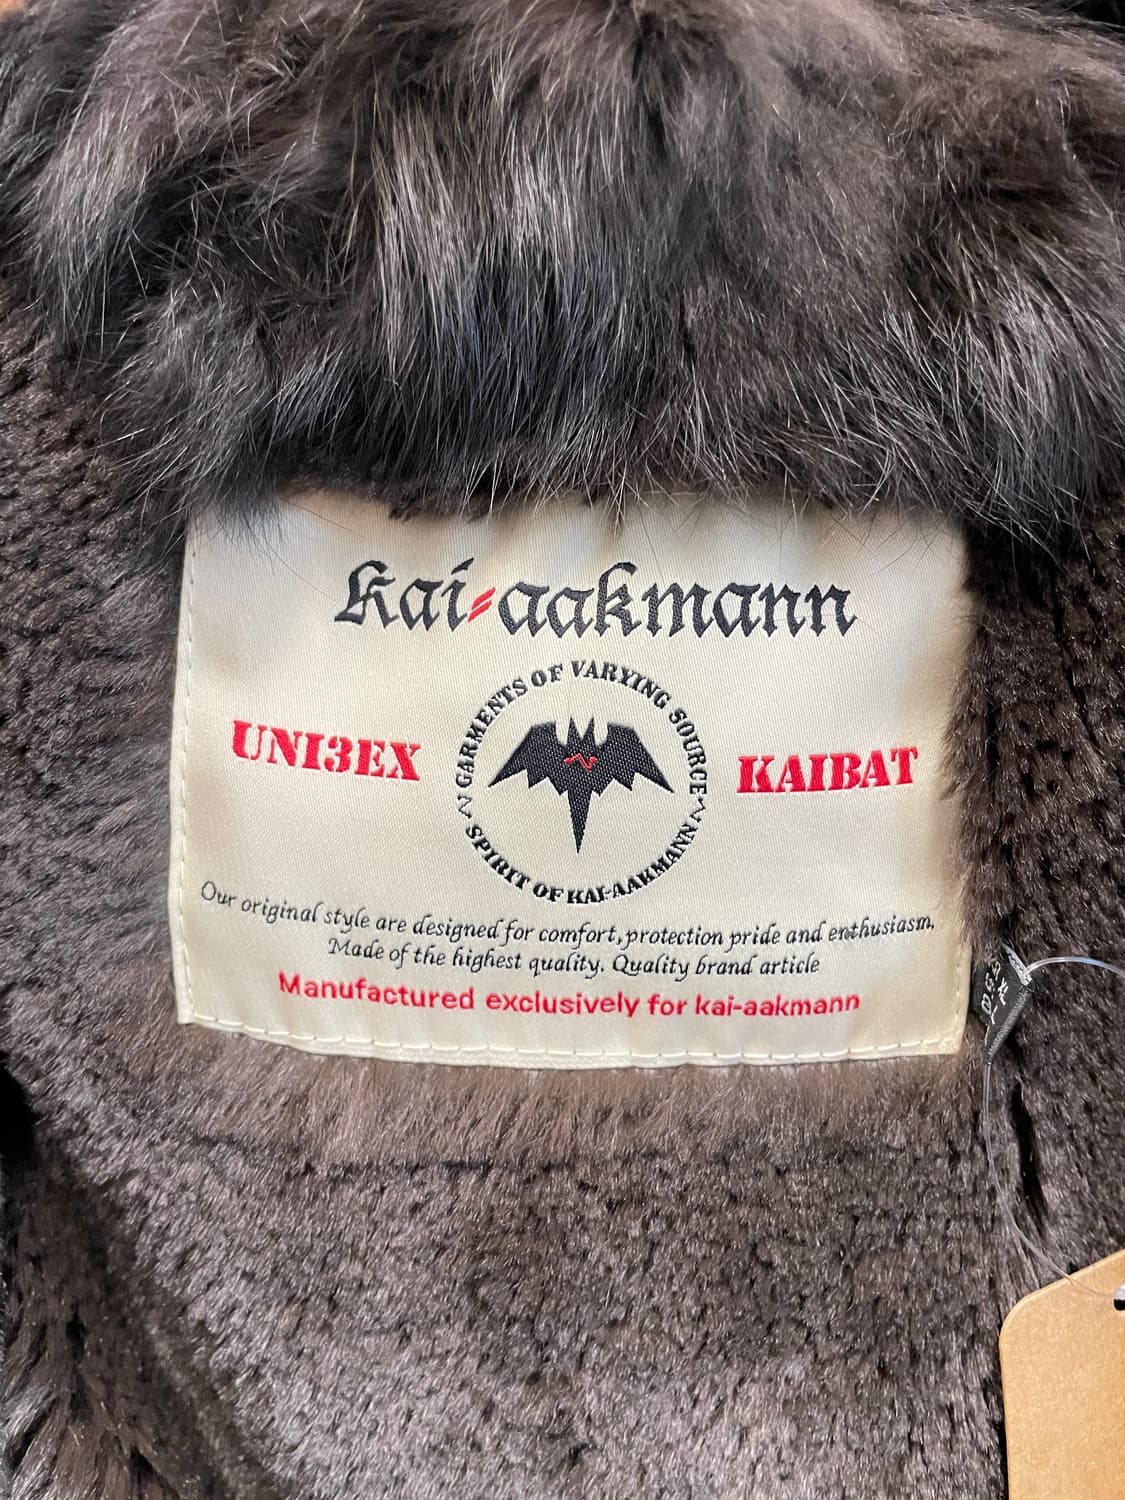 kai-aakmann
GARMENTS OF VARYING SOURCE
UNI3EX
KAIBAT
SPIRIT OF KAI-AAKMANN
Our original style are designed for comfort, protection pride and enthusiasm,
Made of the highest quality. Quality brand article
Manufactured exclusively for kai-aakmann